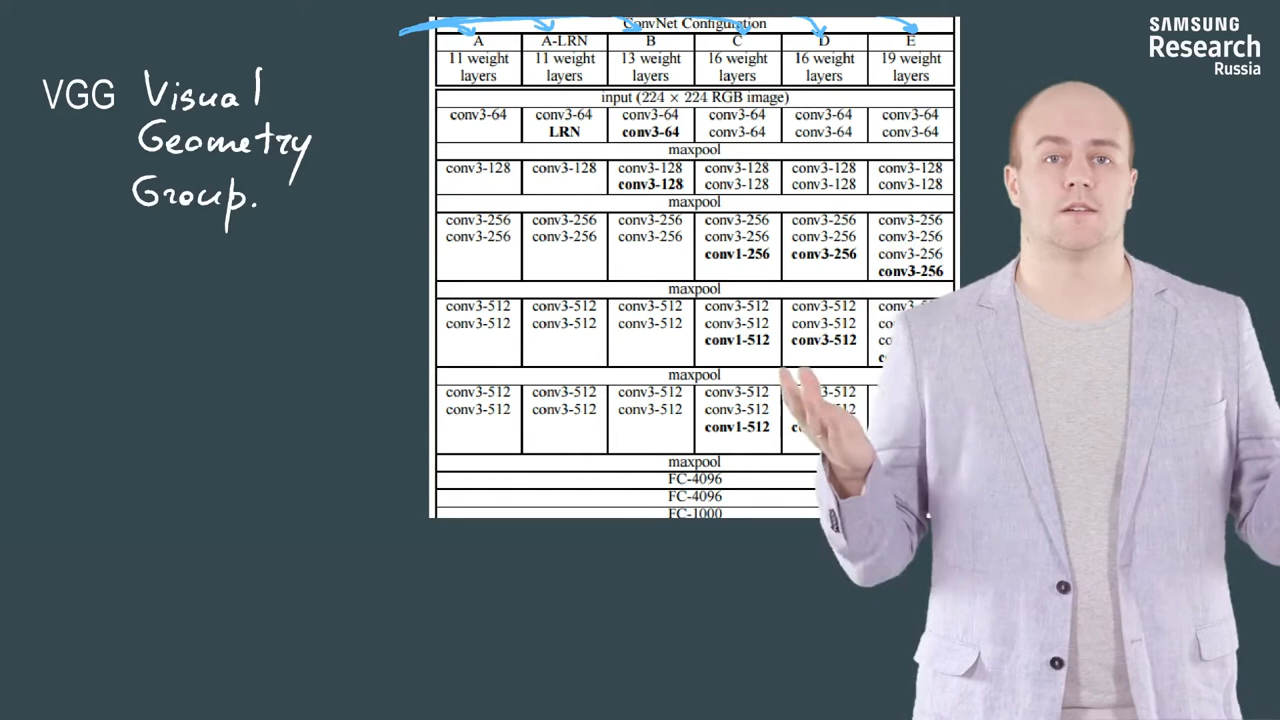 SAMSUNG
Research
Russia
VGG Visual
Geometry
Group.
ConvNet Configuration
A A-LRN B C D E
11 weight layers 11 weight layers 13 weight layers 16 weight layers 16 weight layers 19 weight layers
input (224 × 224 RGB image)
conv3-64 conv3-64 conv3-64 conv3-64 conv3-64 conv3-64
LRN conv3-64 conv3-64 conv3-64 conv3-64
maxpool
conv3-128 conv3-128 conv3-128 conv3-128 conv3-128 conv3-128
conv3-128 conv3-128 conv3-128 conv3-128
maxpool
conv3-256 conv3-256 conv3-256 conv3-256 conv3-256 conv3-256
conv3-256 conv3-256 conv3-256 conv3-256 conv3-256 conv3-256
conv1-256 conv3-256 conv3-256
conv3-256
maxpool
conv3-512 conv3-512 conv3-512 conv3-512 conv3-512
conv3-512 conv3-512 conv3-512 conv3-512 conv3-512
conv1-512 conv3-512
maxpool
conv3-512 conv3-512 conv3-512 conv3-512
conv3-512 conv3-512 conv3-512 conv3-512
conv1-512
maxpool
FC-4096
FC-4096
FC-1000